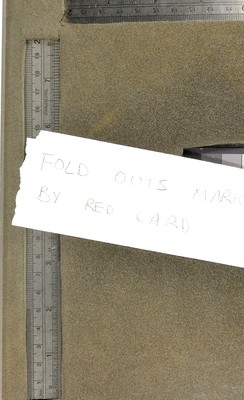 FOLD OUTS MARK
BY RED CARD